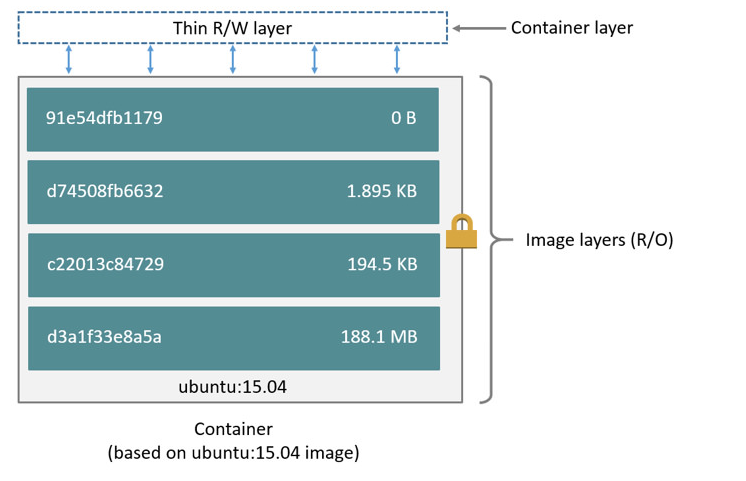 Thin R/W layer
Container layer
91e54dfb1179 0 B
d74508fb6632 1.895 KB
c22013c84729 194.5 KB
Image layers (R/O)
d3a1f33e8a5a 188.1 MB
ubuntu:15.04
Container
(based on ubuntu:15.04 image)